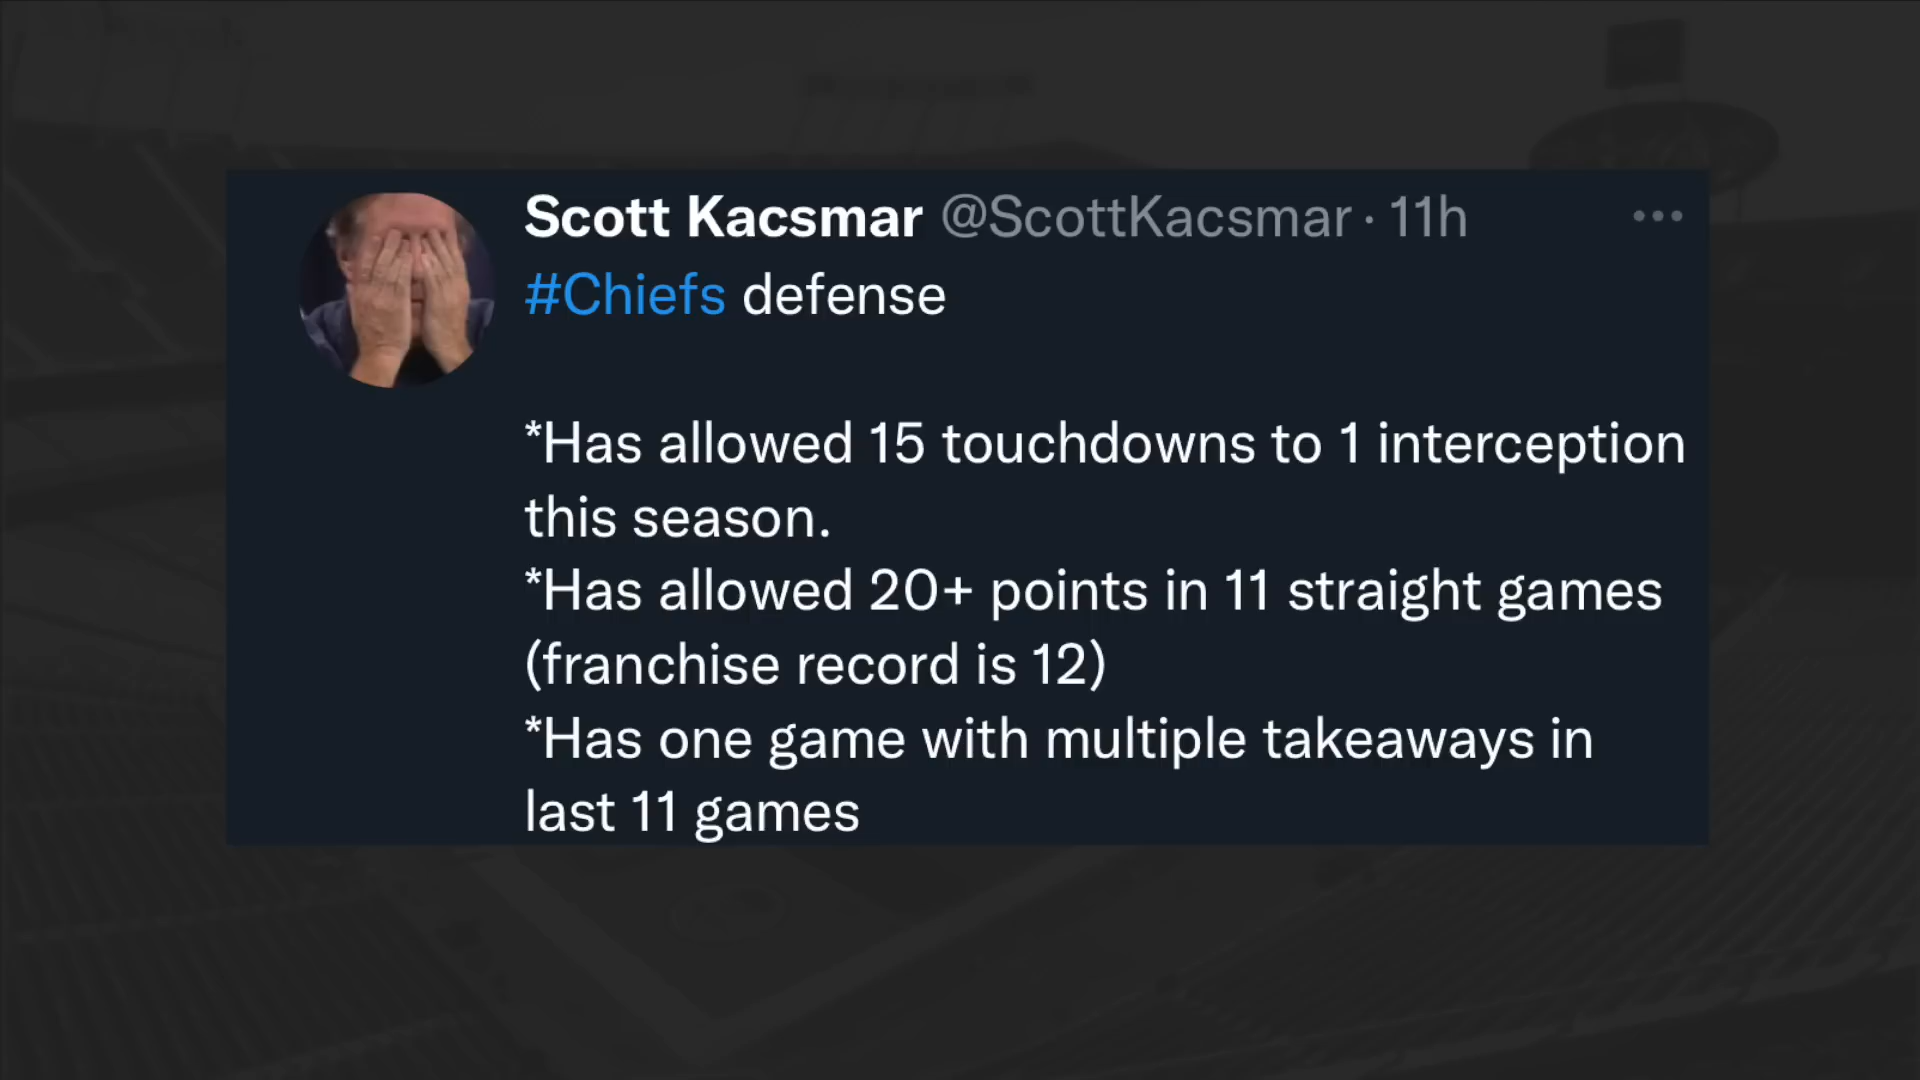 Scott Kacsmar @ScottKacsmar · 11h
#Chiefs defense
*Has allowed 15 touchdowns to 1 interception
this season.
*Has allowed 20+ points in 11 straight games
(franchise record is 12)
*Has one game with multiple takeaways in
last 11 games